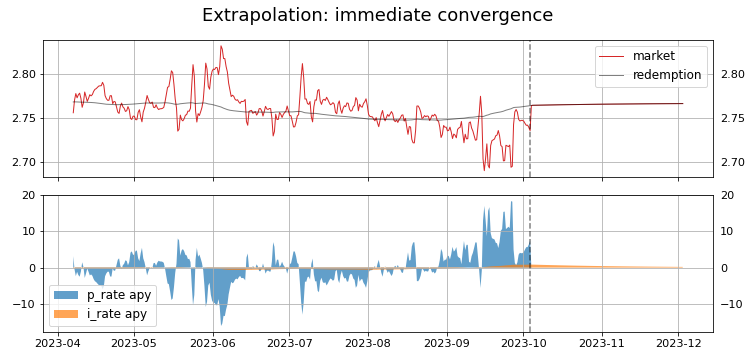 Extrapolation: immediate convergence
2.80
2.75
2.70
market
redemption
2.80
2.75
2.70
20
10
0
−10
p_rate apy
i_rate apy
20
10
0
−10
2023-04 2023-05 2023-06 2023-07 2023-08 2023-09 2023-10 2023-11 2023-12